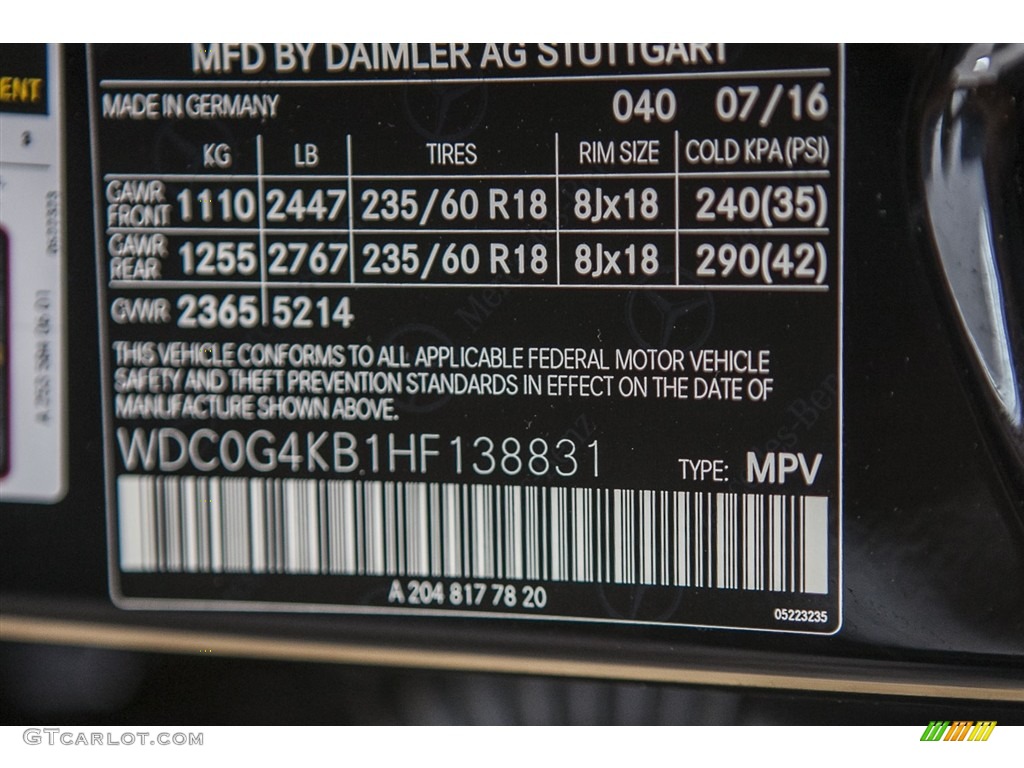 MFD BY DAIMLER AG STUTTGART
MADE IN GERMANY 040 07/16
KG LB TIRES RIM SIZE COLD KPA (PSI)
GAWR FRONT 1110 2447 235/60 R18 8Jx18 240(35)
GAWR REAR 1255 2767 235/60 R18 8Jx18 290(42)
GVWR 2365 5214
THIS VEHICLE CONFORMS TO ALL APPLICABLE FEDERAL MOTOR VEHICLE
SAFETY AND THEFT PREVENTION STANDARDS IN EFFECT ON THE DATE OF
MANUFACTURE SHOWN ABOVE.
WDC0G4KB1HF138831 TYPE: MPV
A 204 817 78 20
05223235
GTCARLOT.COM